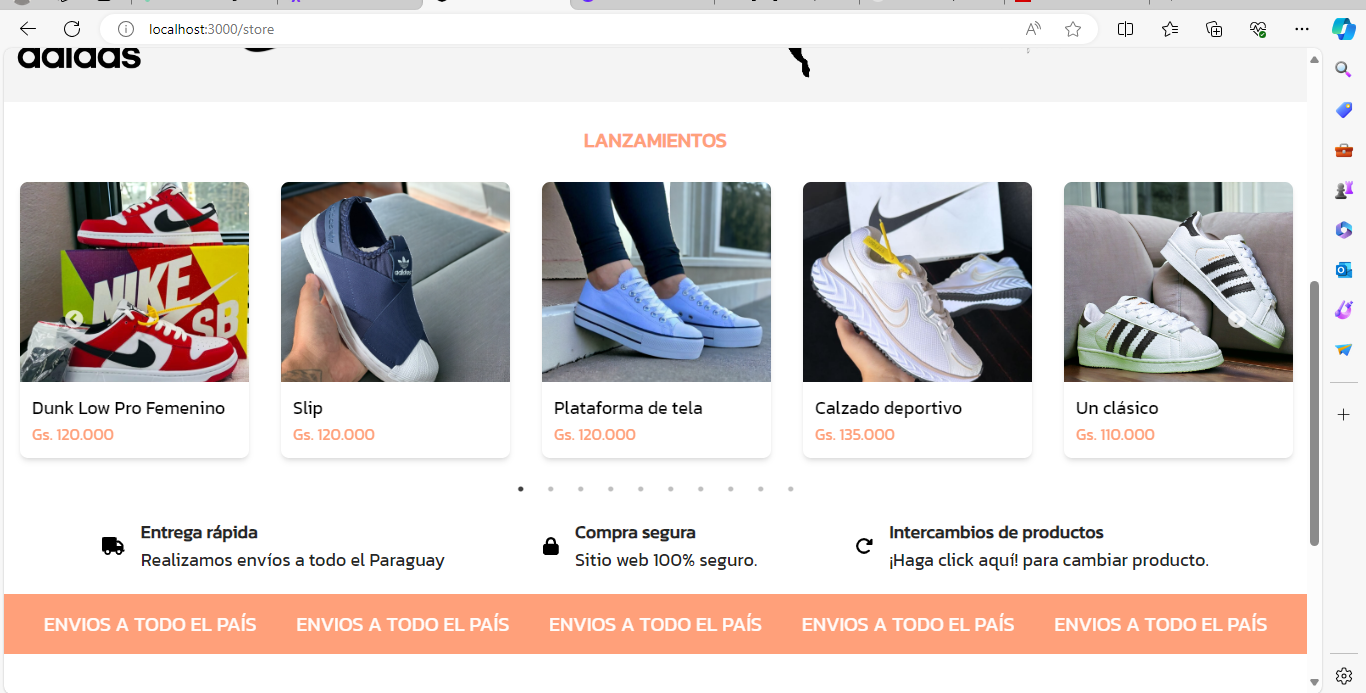 localhost:3000/store
adidas
LANZAMIENTOS
NIKE
SB
adidas
Dunk Low Pro Femenino
Gs. 120.000
Slip
Gs. 120.000
Plataforma de tela
Gs. 120.000
Calzado deportivo
Gs. 135.000
Un clásico
Gs. 110.000
Entrega rápida
Realizamos envíos a todo el Paraguay
Compra segura
Sitio web 100% seguro.
Intercambios de productos
¡Haga click aquí! para cambiar producto.
ENVIOS A TODO EL PAÍS ENVIOS A TODO EL PAÍS ENVIOS A TODO EL PAÍS ENVIOS A TODO EL PAÍS ENVIOS A TODO EL PAÍS